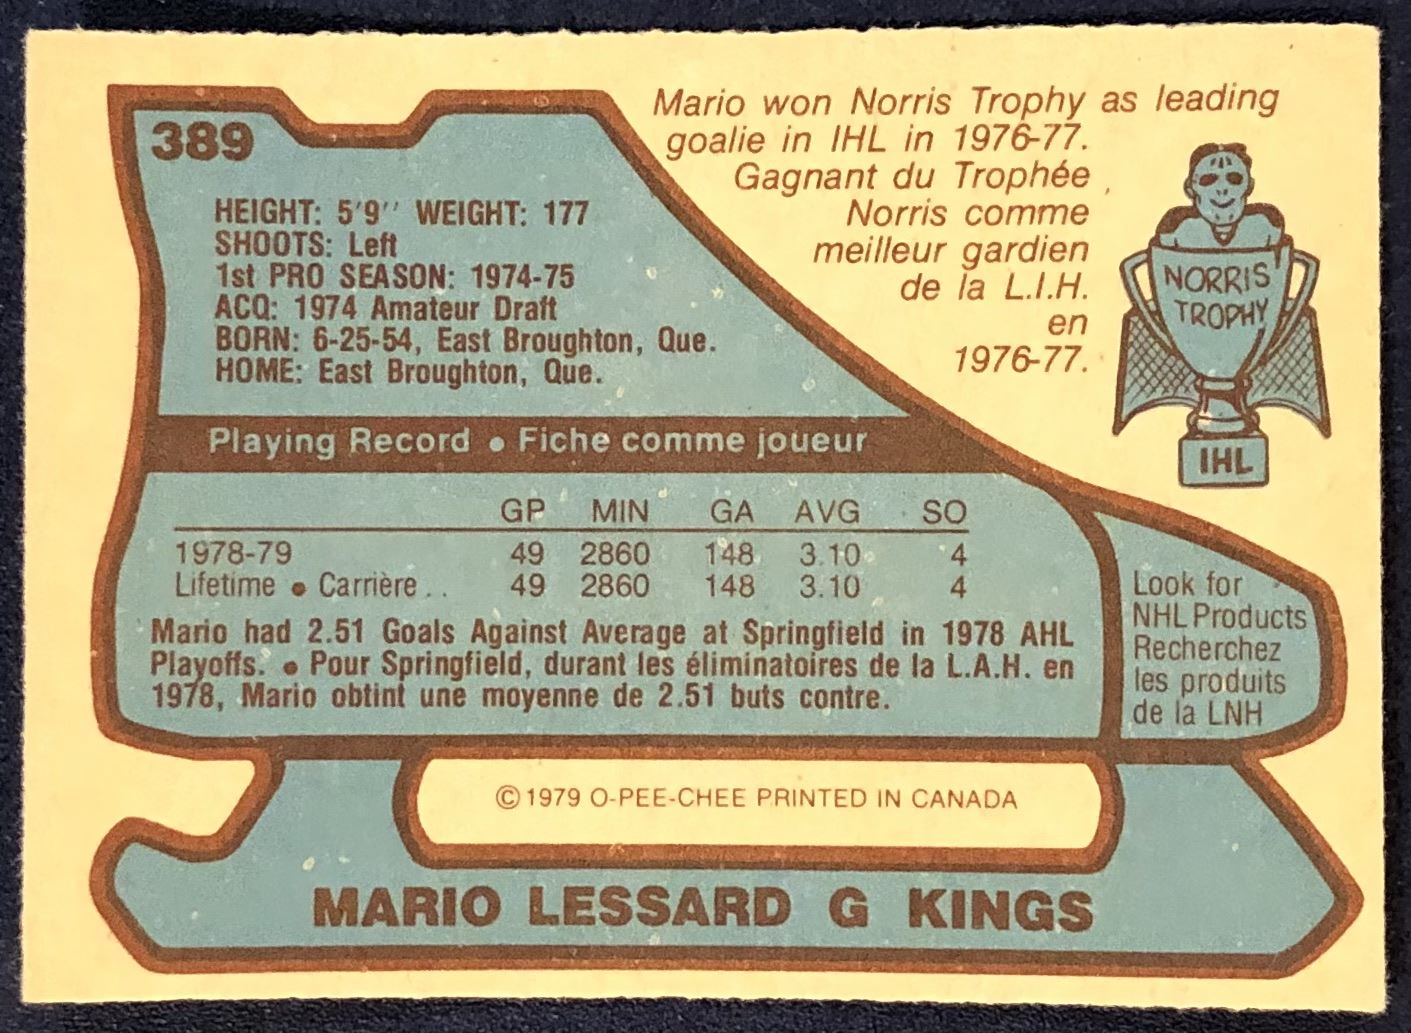 389
HEIGHT: 5'9'' WEIGHT: 177
SHOOTS: Left
1st PRO SEASON: 1974-75
ACQ: 1974 Amateur Draft
BORN: 6-25-54, East Broughton, Que.
HOME: East Broughton, Que.
Mario won Norris Trophy as leading
goalie in IHL in 1976-77.
Gagnant du Trophée
Norris comme
meilleur gardien
de la L.I.H.
en
1976-77.
NORRIS
TROPHY
IHL
Playing Record • Fiche comme joueur
GP MIN GA AVG SO
1978-79 49 2860 148 3.10 4
Lifetime • Carrière . . 49 2860 148 3.10 4
Mario had 2.51 Goals Against Average at Springfield in 1978 AHL
Playoffs. • Pour Springfield, durant les éliminatoires de la L.A.H. en
1978, Mario obtint une moyenne de 2.51 buts contre.
Look for
NHL Products
Recherchez
les produits
de la LNH
© 1979 O-PEE-CHEE PRINTED IN CANADA
MARIO LESSARD G KINGS